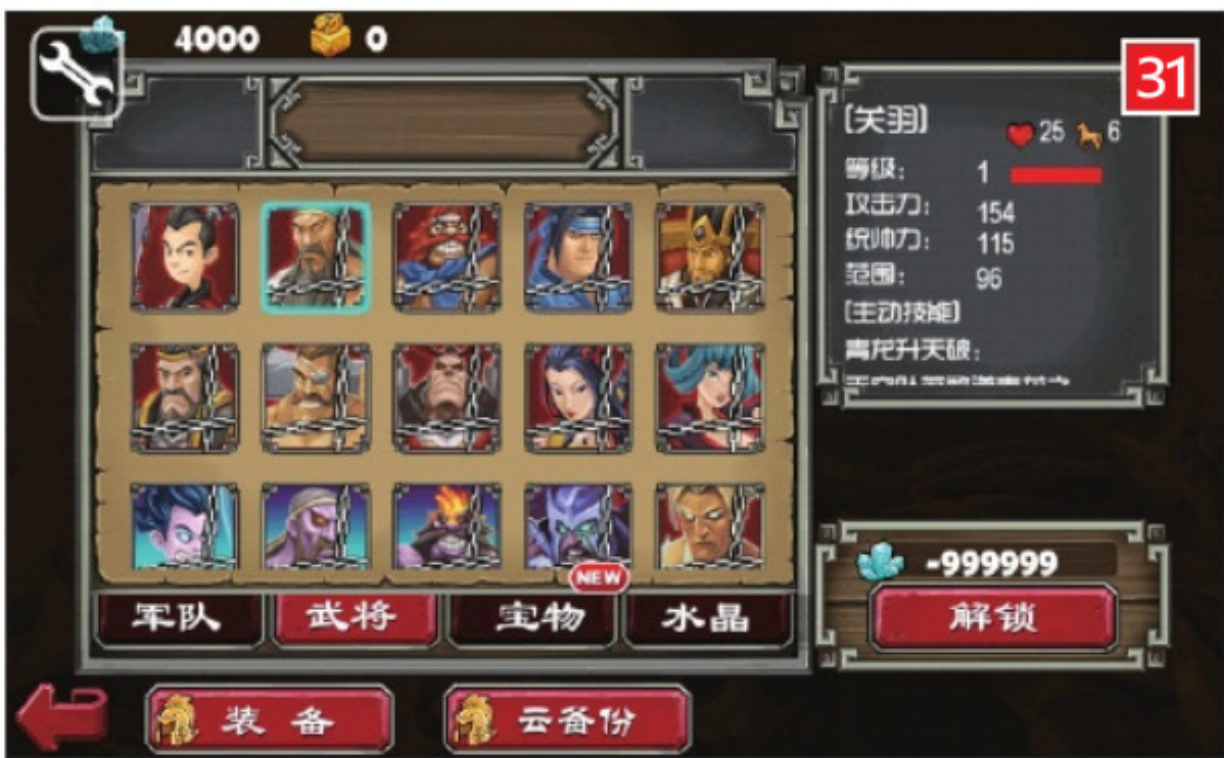 4000
0
31
[关羽]
25
6
等级： 1
攻击力： 154
统帅力： 115
范围： 96
[主动技能]
青龙升天破：
NEW
军队
武将
宝物
水晶
-999999
解锁
装备
云备份